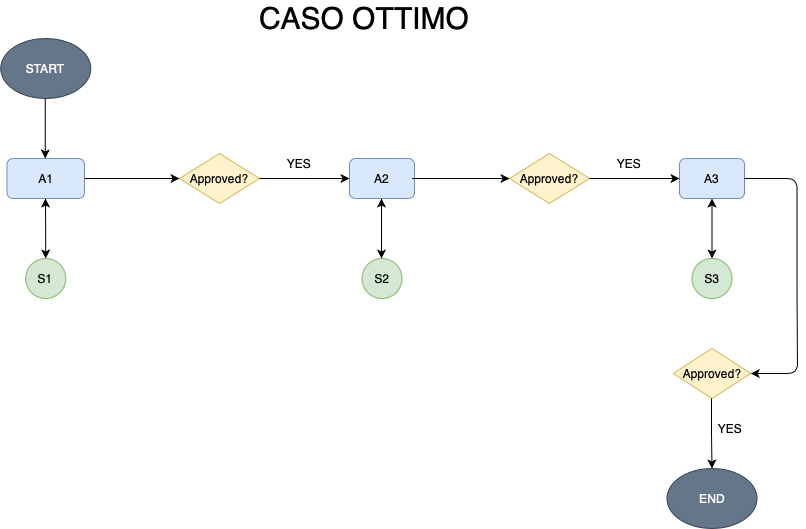 CASO OTTIMO
START
A1
Approved?
YES
A2
Approved?
YES
A3
S1
S2
S3
Approved?
YES
END